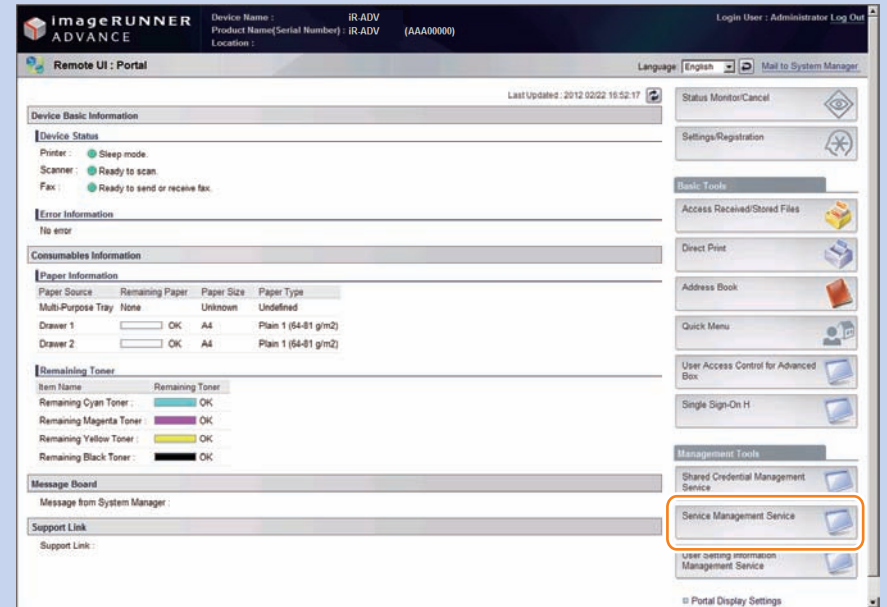 imageRUNNER
ADVANCE
Device Name : iR-ADV
Product Name(Serial Number) : iR-ADV (AAA00000)
Location :
Login User : Administrator Log Out
Remote UI : Portal
Language English Mail to System Manager
Last Updated : 2012 02/22 16:52:17
Device Basic Information
Device Status
Printer : Sleep mode.
Scanner : Ready to scan.
Fax : Ready to send or receive fax.
Error Information
No error
Consumables Information
Paper Information
Paper Source Remaining Paper Paper Size Paper Type
Multi-Purpose Tray None Unknown Undefined
Drawer 1 OK A4 Plain 1 (64-81 g/m2)
Drawer 2 OK A4 Plain 1 (64-81 g/m2)
Remaining Toner
Item Name Remaining Toner
Remaining Cyan Toner : OK
Remaining Magenta Toner : OK
Remaining Yellow Toner : OK
Remaining Black Toner : OK
Message Board
Message from System Manager :
Support Link
Support Link :
Status Monitor/Cancel
Settings/Registration
Basic Tools
Access Received/Stored Files
Direct Print
Address Book
Quick Menu
User Access Control for Advanced
Box
Single Sign-On H
Management Tools
Shared Credential Management
Service
Service Management Service
User Setting Information
Management Service
Portal Display Settings